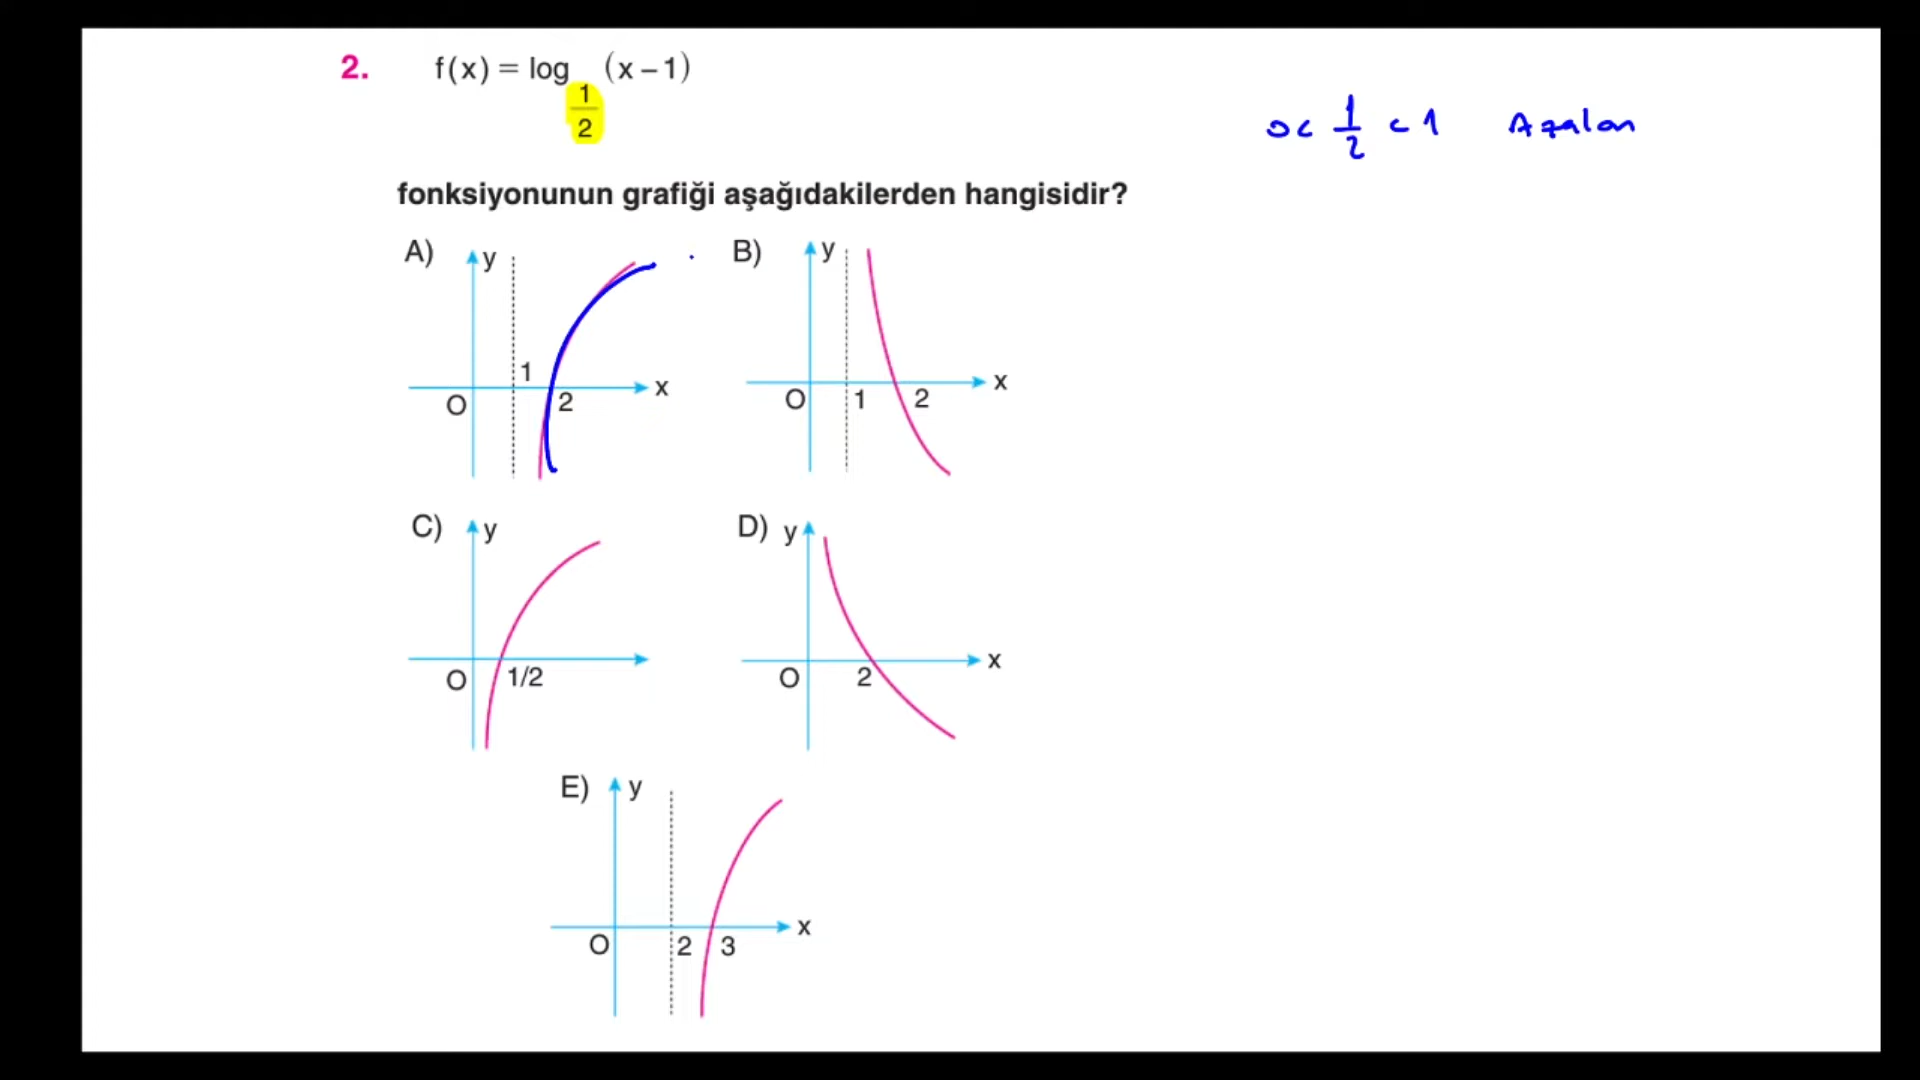 2. f(x) = log 1/2 (x – 1)
0 < 1/2 < 1 Azalan
fonksiyonunun grafiği aşağıdakilerden hangisidir?
A) y 1 O 2 x
B) y O 1 2 x
C) y O 1/2
D) y O 2 x
E) y O 2 3 x